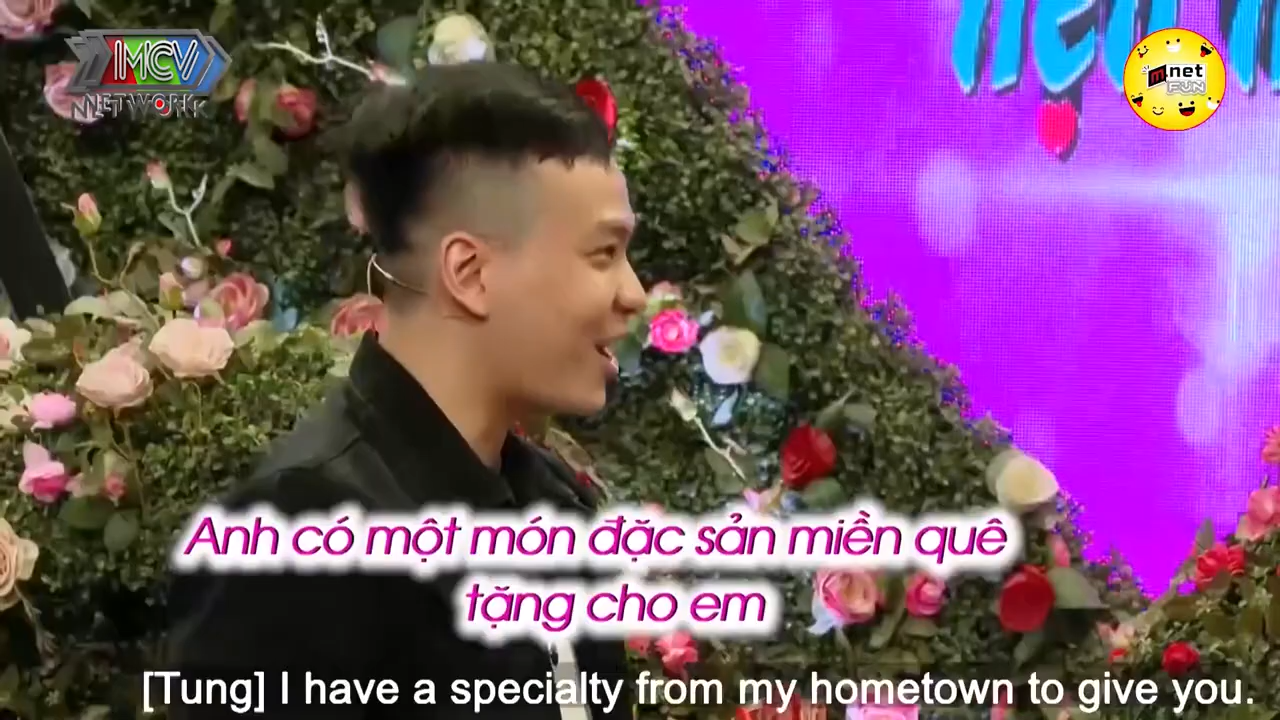 MCV
NETWORK
m.net
FUN
Anh có một món đặc sản miền quê
tặng cho em
[Tung] I have a specialty from my hometown to give you.